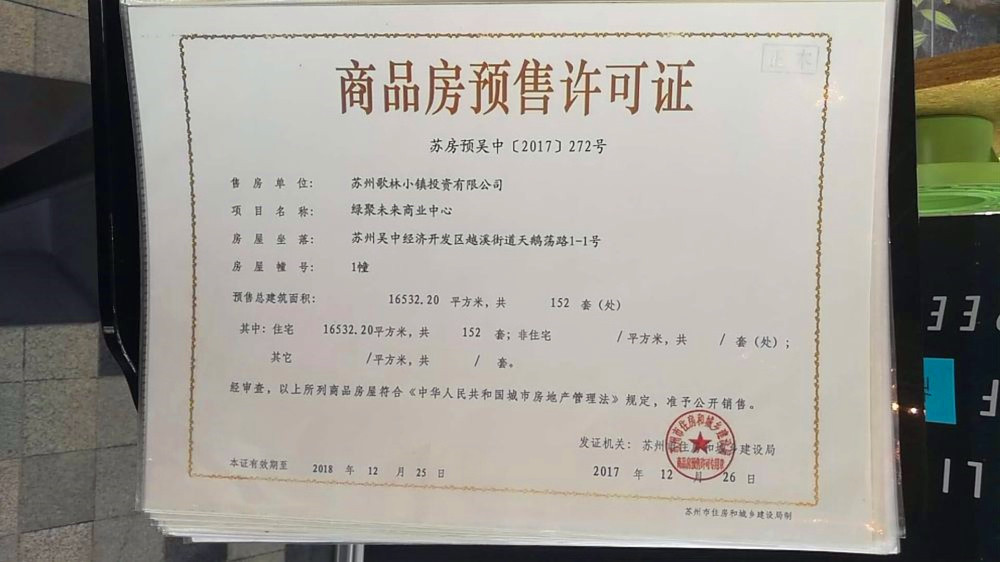 正本
商品房预售许可证
苏房预吴中〔2017〕272号
售房单位: 苏州歌林小镇投资有限公司
项目名称: 绿聚未来商业中心
房屋坐落: 苏州吴中经济开发区越溪街道天鹅荡路1-1号
房屋幢号: 1幢
预售总建筑面积: 16532.20 平方米,共 152 套(处)
其中:住宅 16532.20平方米,共 152 套;非住宅 /平方米,共 / 套(处);
其它 /平方米,共 / 套。
经审查,以上所列商品房屋符合《中华人民共和国城市房地产管理法》规定,准予公开销售。
发证机关: 苏州市住房和城乡建设局
本证有效期至 2018 年 12 月 25 日
2017 年 12 月 26 日
苏州市住房和城乡建设局制